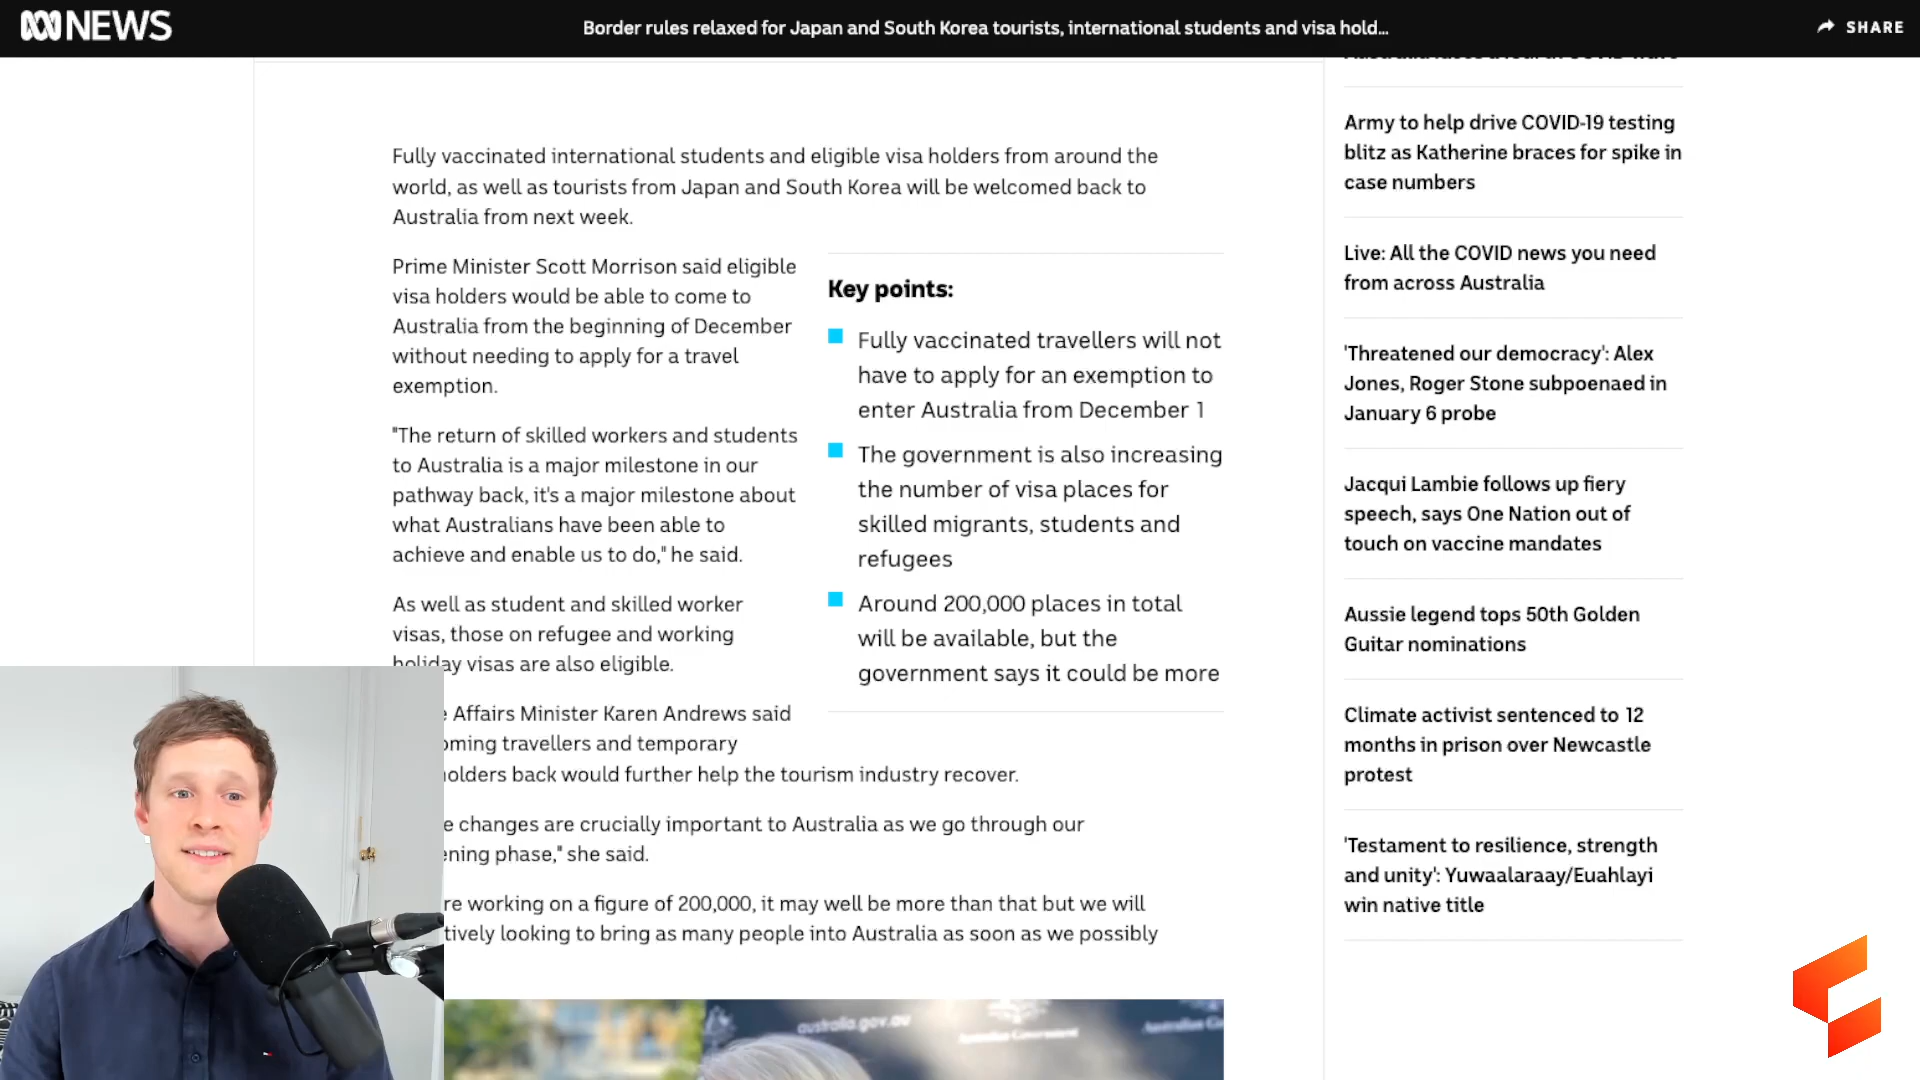 NEWS
Border rules relaxed for Japan and South Korea tourists, international students and visa hold...
SHARE
Fully vaccinated international students and eligible visa holders from around the
world, as well as tourists from Japan and South Korea will be welcomed back to
Australia from next week.
Prime Minister Scott Morrison said eligible
visa holders would be able to come to
Australia from the beginning of December
without needing to apply for a travel
exemption.
"The return of skilled workers and students
to Australia is a major milestone in our
pathway back, it's a major milestone about
what Australians have been able to
achieve and enable us to do," he said.
As well as student and skilled worker
visas, those on refugee and working
holiday visas are also eligible.
Affairs Minister Karen Andrews said
oming travellers and temporary
holders back would further help the tourism industry recover.
e changes are crucially important to Australia as we go through our
ening phase," she said.
re working on a figure of 200,000, it may well be more than that but we will
tively looking to bring as many people into Australia as soon as we possibly
Key points:
Fully vaccinated travellers will not
have to apply for an exemption to
enter Australia from December 1
The government is also increasing
the number of visa places for
skilled migrants, students and
refugees
Around 200,000 places in total
will be available, but the
government says it could be more
australia.gov.au
Australian Government
Army to help drive COVID-19 testing
blitz as Katherine braces for spike in
case numbers
Live: All the COVID news you need
from across Australia
'Threatened our democracy': Alex
Jones, Roger Stone subpoenaed in
January 6 probe
Jacqui Lambie follows up fiery
speech, says One Nation out of
touch on vaccine mandates
Aussie legend tops 50th Golden
Guitar nominations
Climate activist sentenced to 12
months in prison over Newcastle
protest
'Testament to resilience, strength
and unity': Yuwaalaraay/Euahlayi
win native title